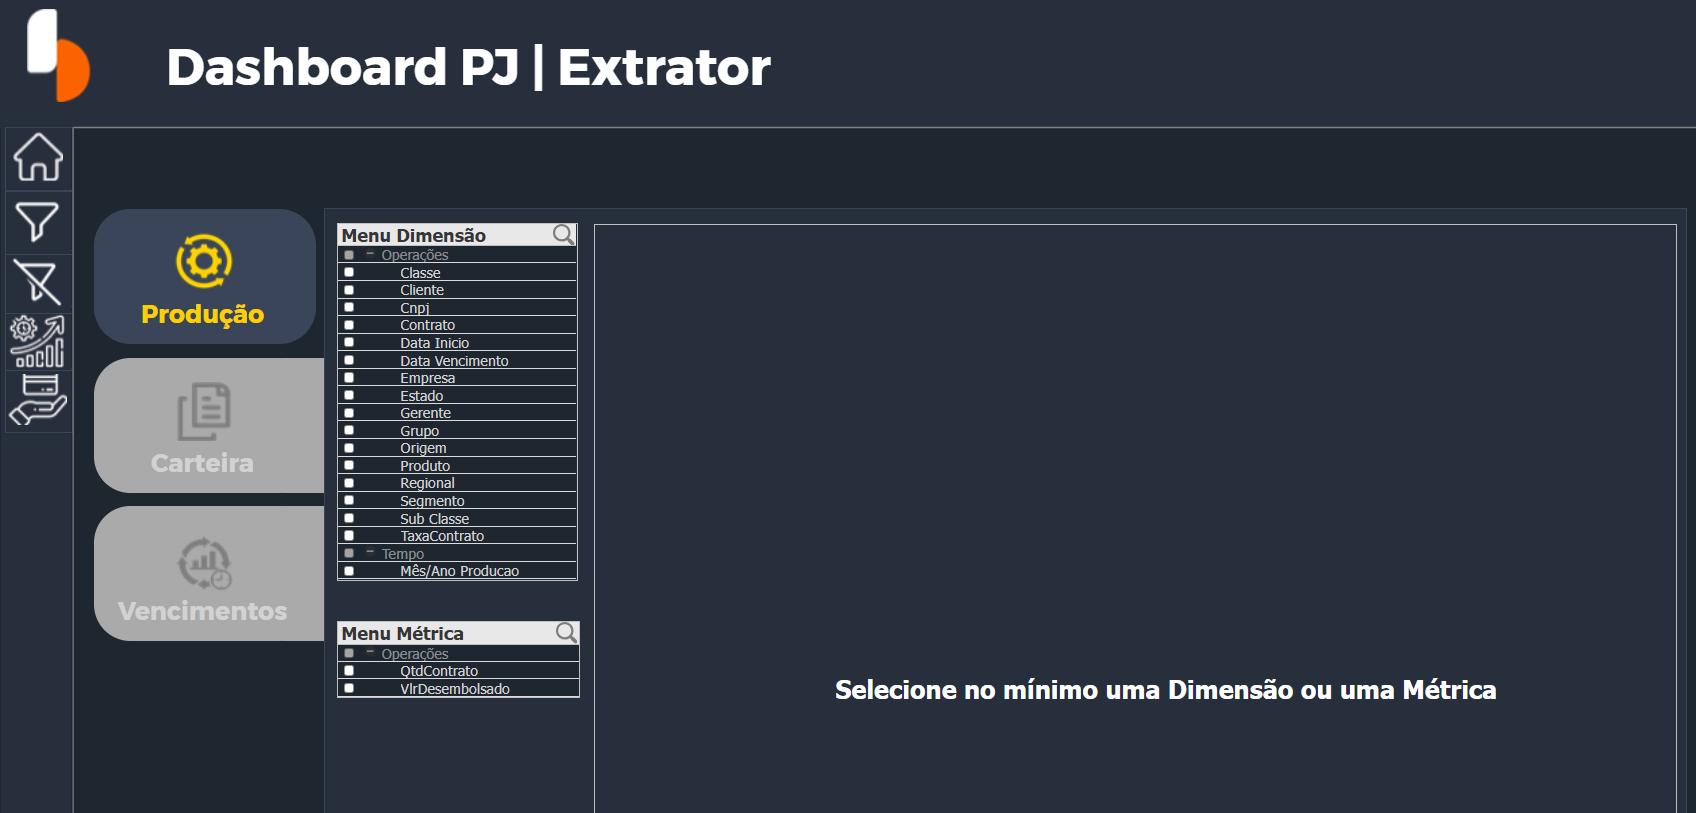 Dashboard PJ | Extrator
Produção
Carteira
Vencimentos
Menu Dimensão
Operações
Classe
Cliente
Cnpj
Contrato
Data Inicio
Data Vencimento
Empresa
Estado
Gerente
Grupo
Origem
Produto
Regional
Segmento
Sub Classe
TaxaContrato
Tempo
Mês/Ano Producao
Menu Métrica
Operações
QtdContrato
VlrDesembolsado
Selecione no mínimo uma Dimensão ou uma Métrica